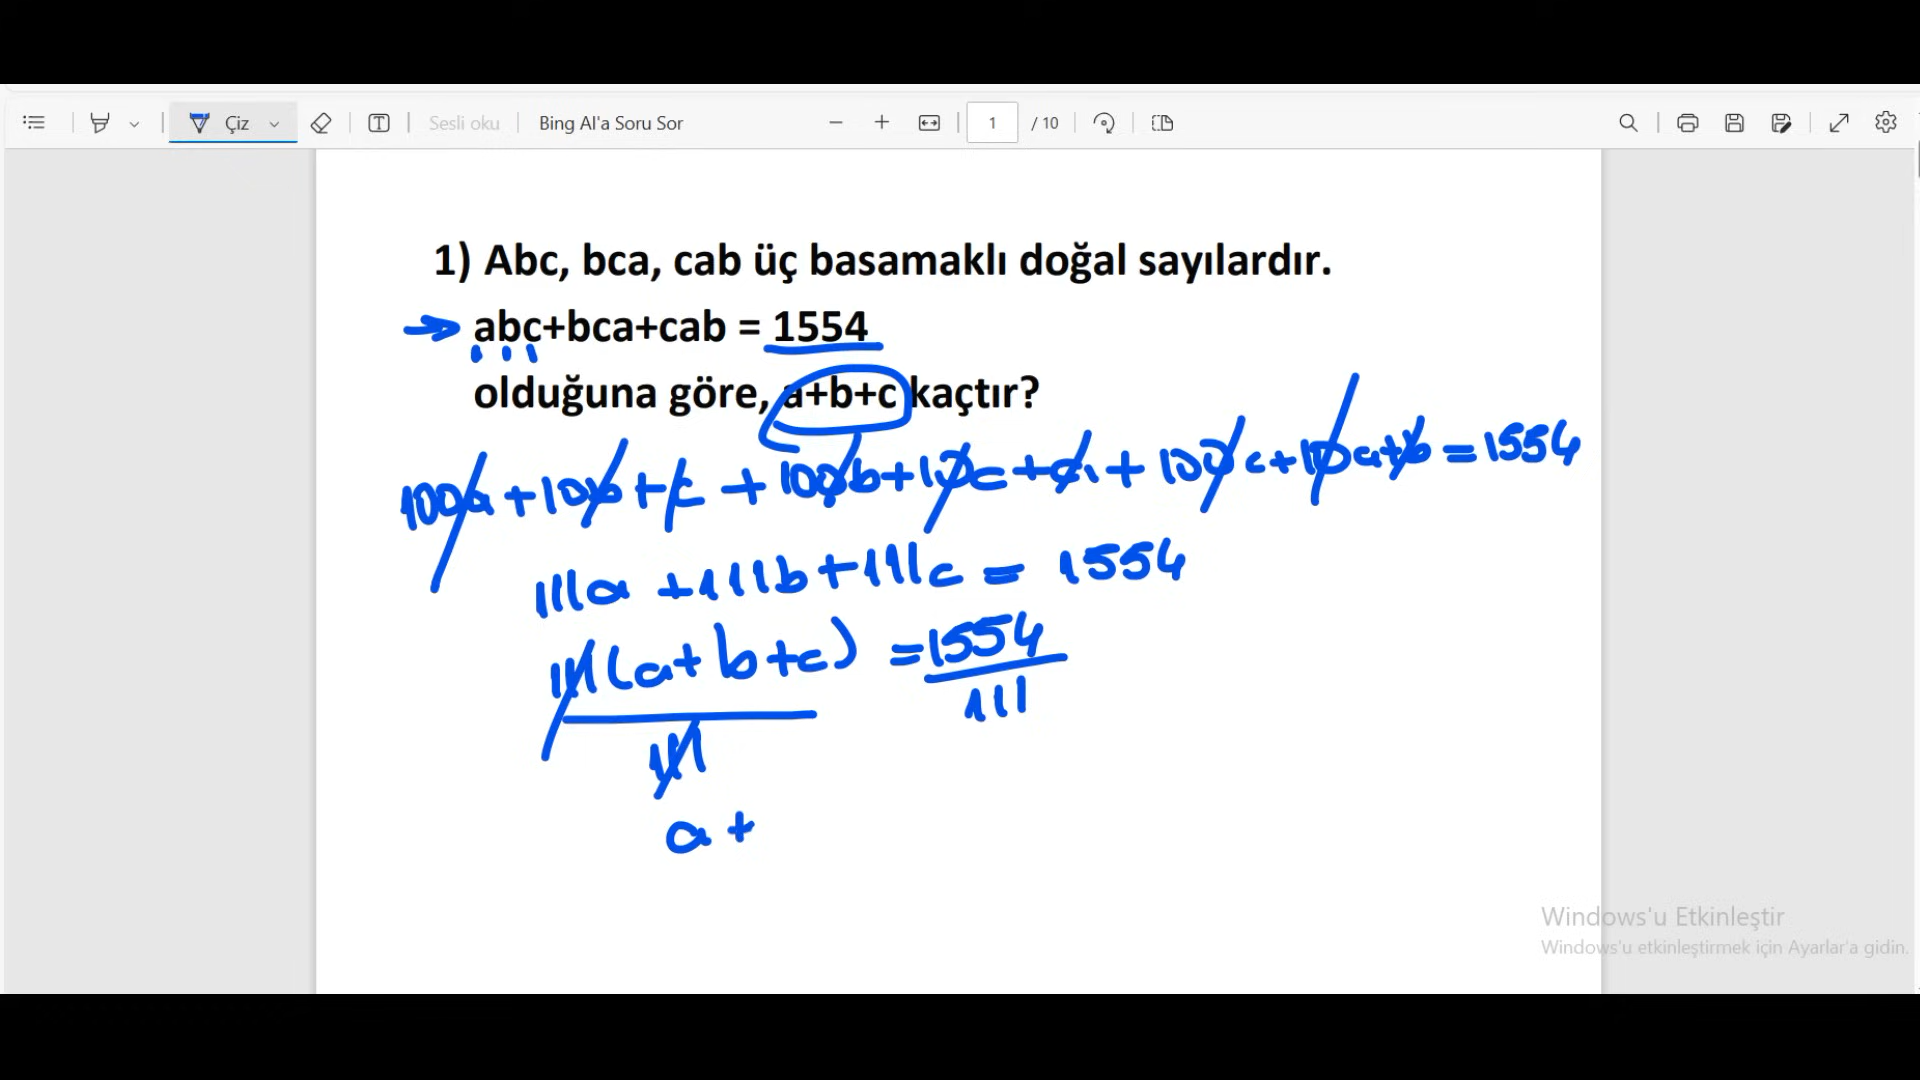 Çiz
Sesli oku
Bing AI'a Soru Sor
1 / 10
1) Abc, bca, cab üç basamaklı doğal sayılardır.
abc+bca+cab = 1554
olduğuna göre, a+b+c kaçtır?
100a +10b +c + 100b+10c +a + 100c+10a+b =1554
111a +111b+111c = 1554
111(a+b+c) =1554
111
111
a +
Windows'u Etkinleştir
Windows'u etkinleştirmek için Ayarlar'a gidin.